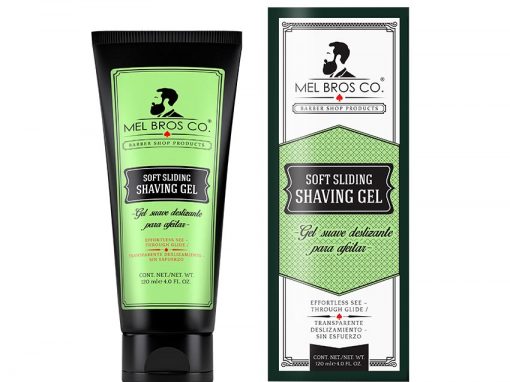 MEL BROS CO.®
BARBER SHOP PRODUCTS
SOFT SLIDING
SHAVING GEL
-Gel suave deslizante
para afeitar-
EFFORTLESS SEE -
THROUGH GLIDE /
TRANSPARENTE DESLIZAMIENTO -
SIN ESFUERZO
CONT. NET./NET. WT.
120 ml e 4.0 FL. OZ.
MEL BROS CO.®
BARBER SHOP PRODUCTS
SOFT SLIDING
SHAVING GEL
-Gel suave deslizante
para afeitar-
EFFORTLESS SEE -
THROUGH GLIDE /
TRANSPARENTE
DESLIZAMIENTO -
SIN ESFUERZO
CONT. NET./NET. WT.
120 ml e 4.0 FL. OZ.